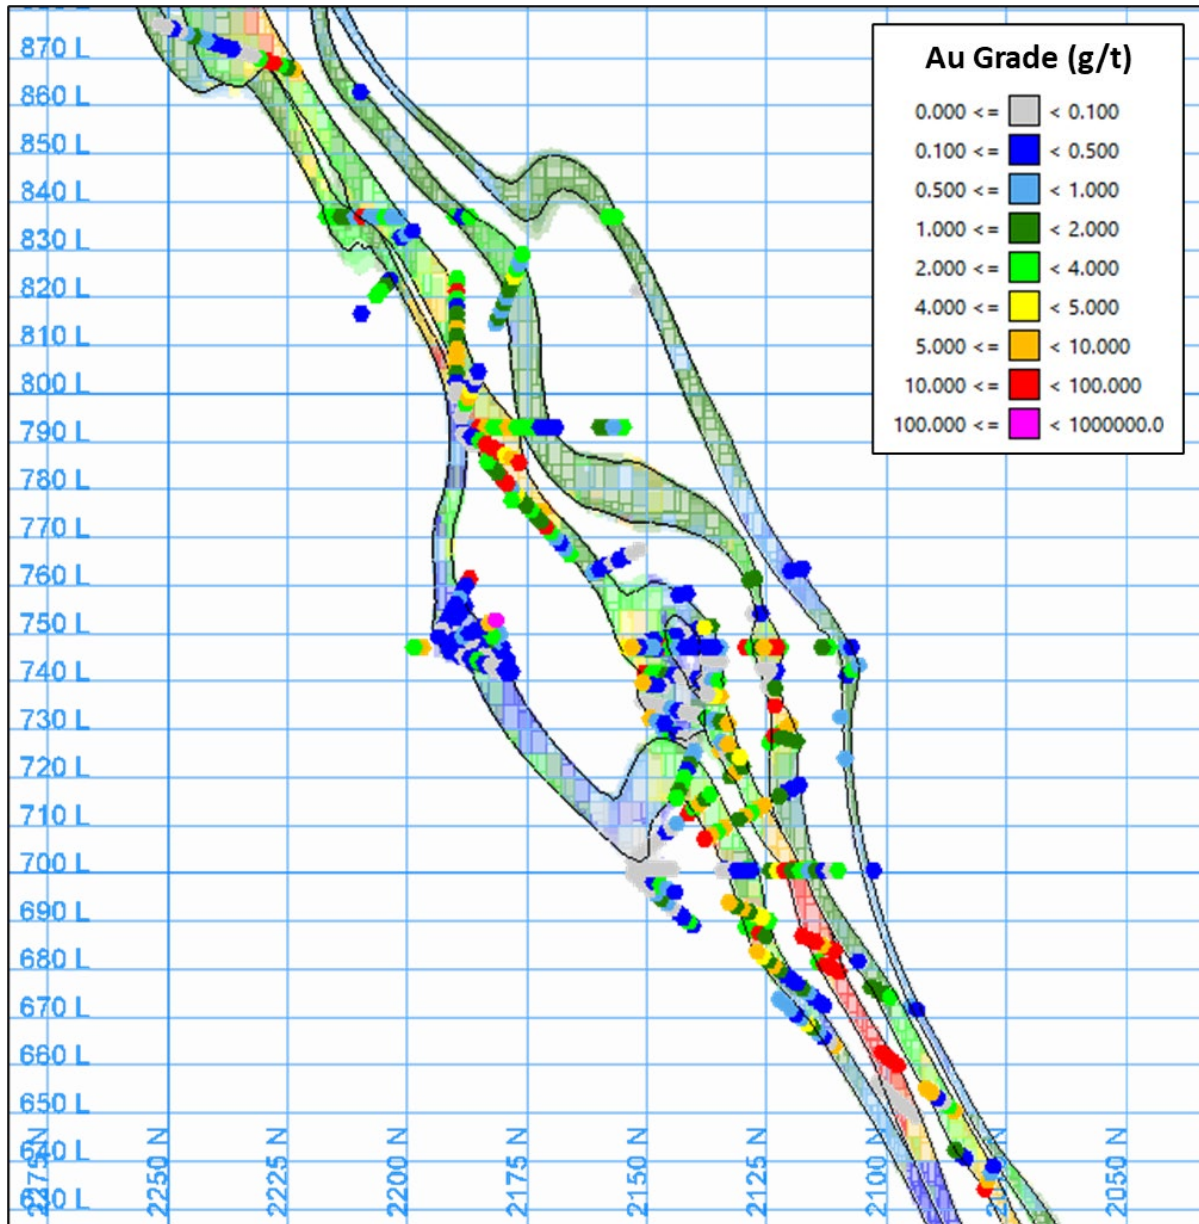 Au Grade (g/t)
0.000 <= < 0.100
0.100 <= < 0.500
0.500 <= < 1.000
1.000 <= < 2.000
2.000 <= < 4.000
4.000 <= < 5.000
5.000 <= < 10.000
10.000 <= < 100.000
100.000 <= < 1000000.0
870 L
860 L
850 L
840 L
830 L
820 L
810 L
800 L
790 L
780 L
770 L
760 L
750 L
740 L
730 L
720 L
710 L
700 L
690 L
680 L
670 L
660 L
650 L
640 L
630 L
2275 N
2250 N
2225 N
2200 N
2175 N
2150 N
2125 N
2100 N
2075 N
2050 N